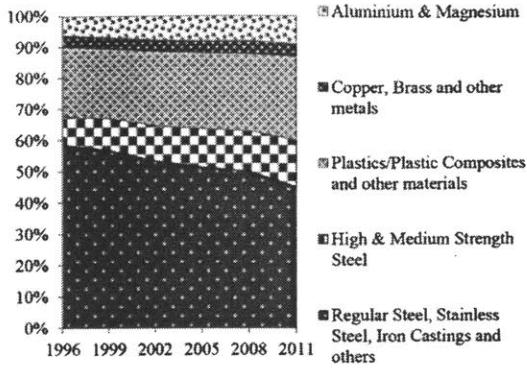 100%
90%
80%
70%
60%
50%
40%
30%
20%
10%
0%
1996 1999 2002 2005 2008 2011
Aluminium & Magnesium
Copper, Brass and other
metals
Plastics/Plastic Composites
and other materials
High & Medium Strength
Steel
Regular Steel, Stainless
Steel, Iron Castings and
others